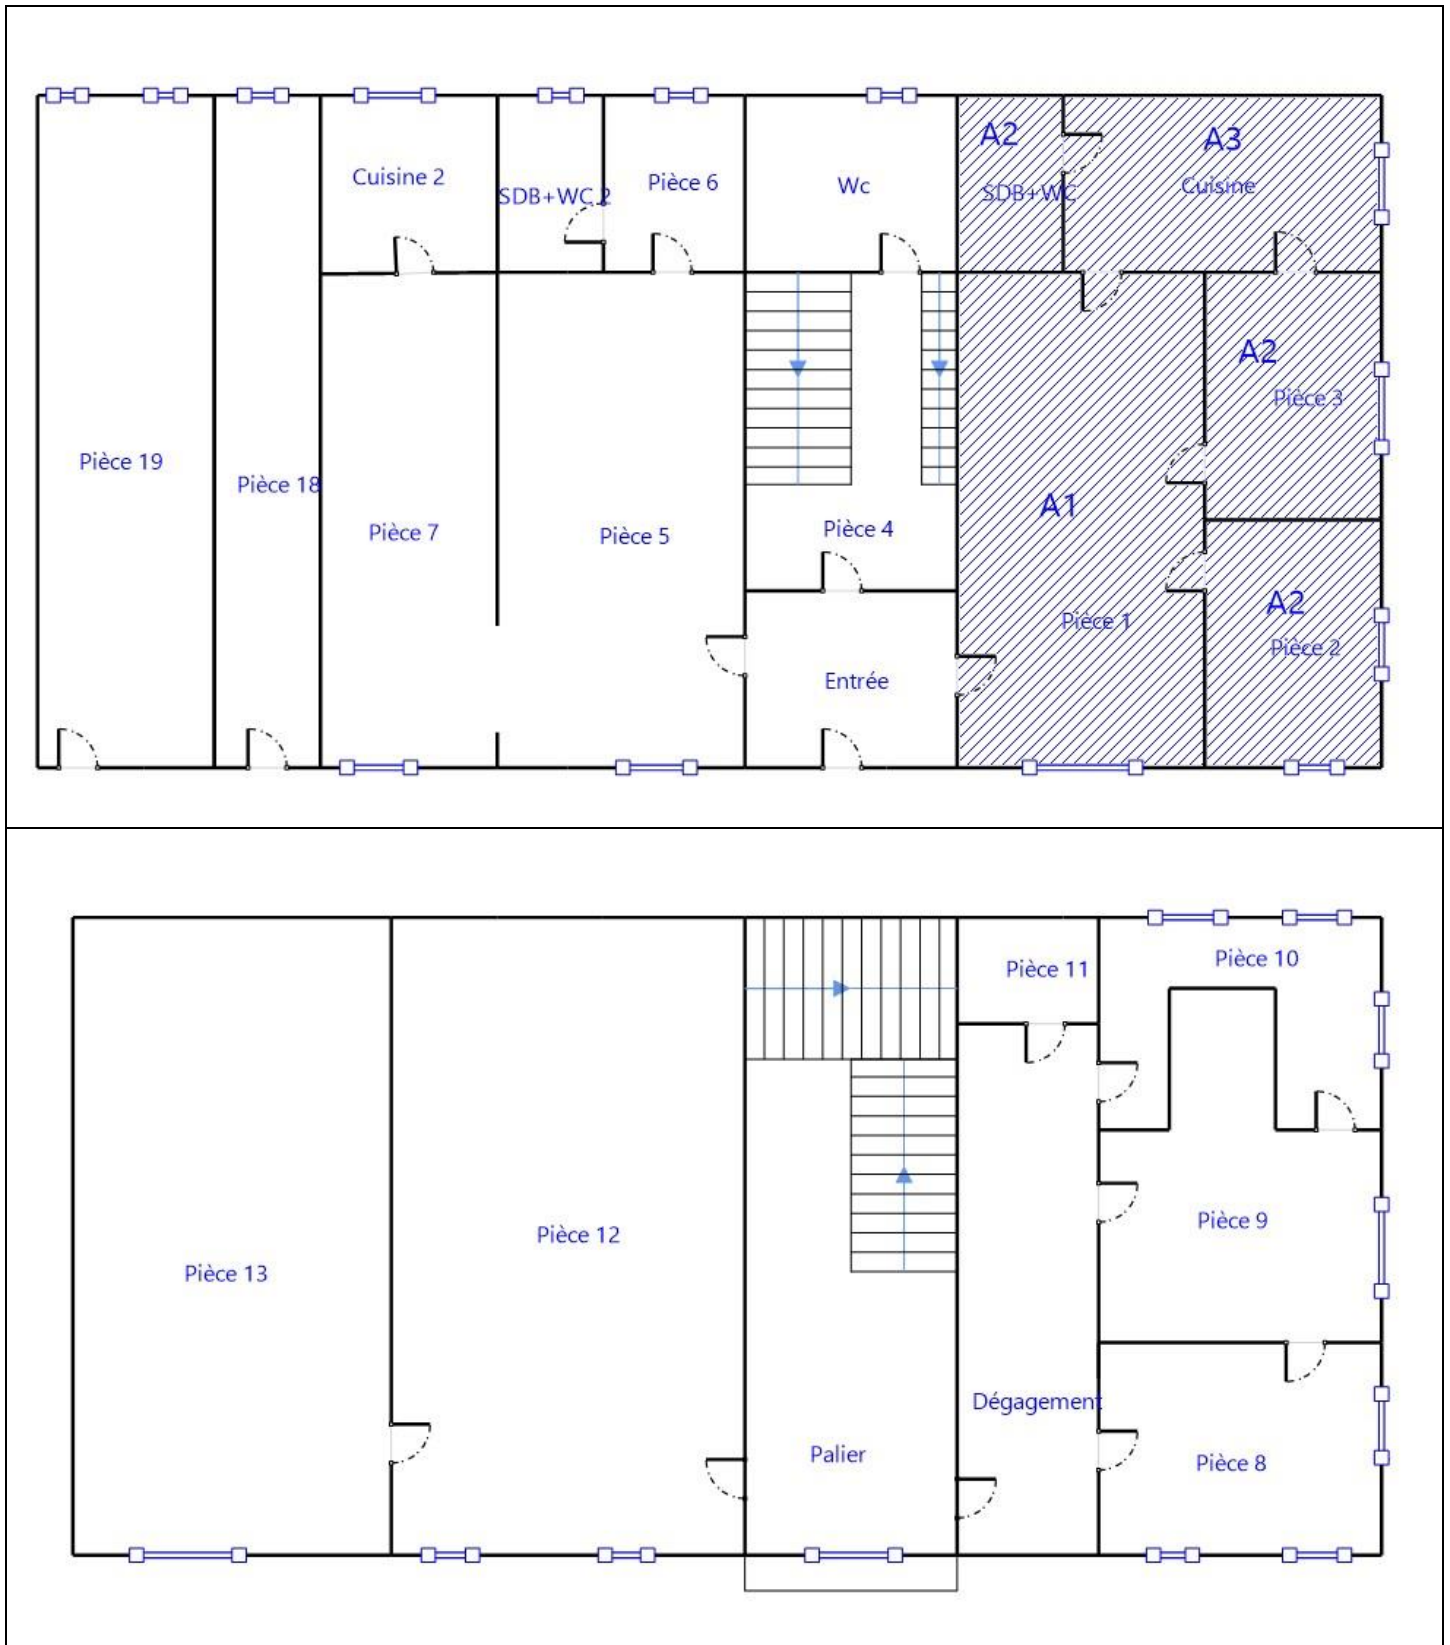 A2
A3
Cuisine 2
SDB+WC 2
Pièce 6
Wc
SDB+WC
Cuisine
A2
Pièce 3
Pièce 19
Pièce 18
Pièce 7
Pièce 5
Pièce 4
A1
Pièce 1
A2
Pièce 2
Entrée
Pièce 11
Pièce 10
Pièce 13
Pièce 12
Pièce 9
Dégagement
Palier
Pièce 8